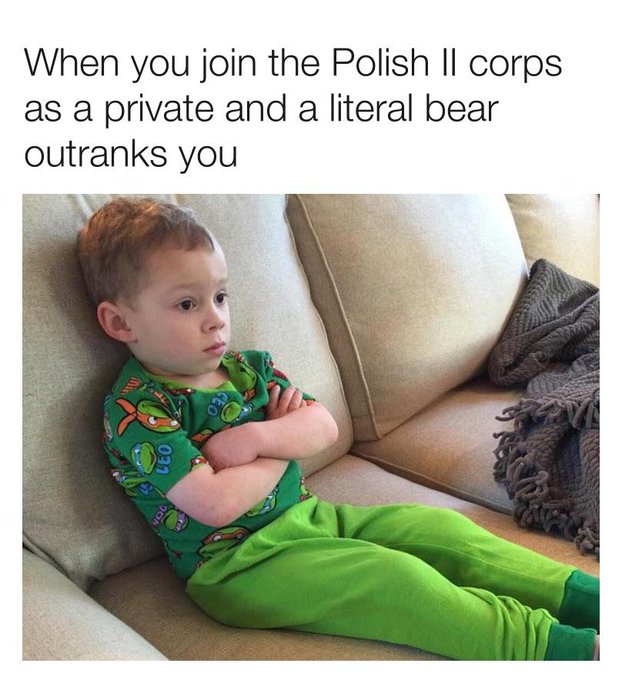 When you join the Polish II corps
as a private and a literal bear
outranks you
LEO